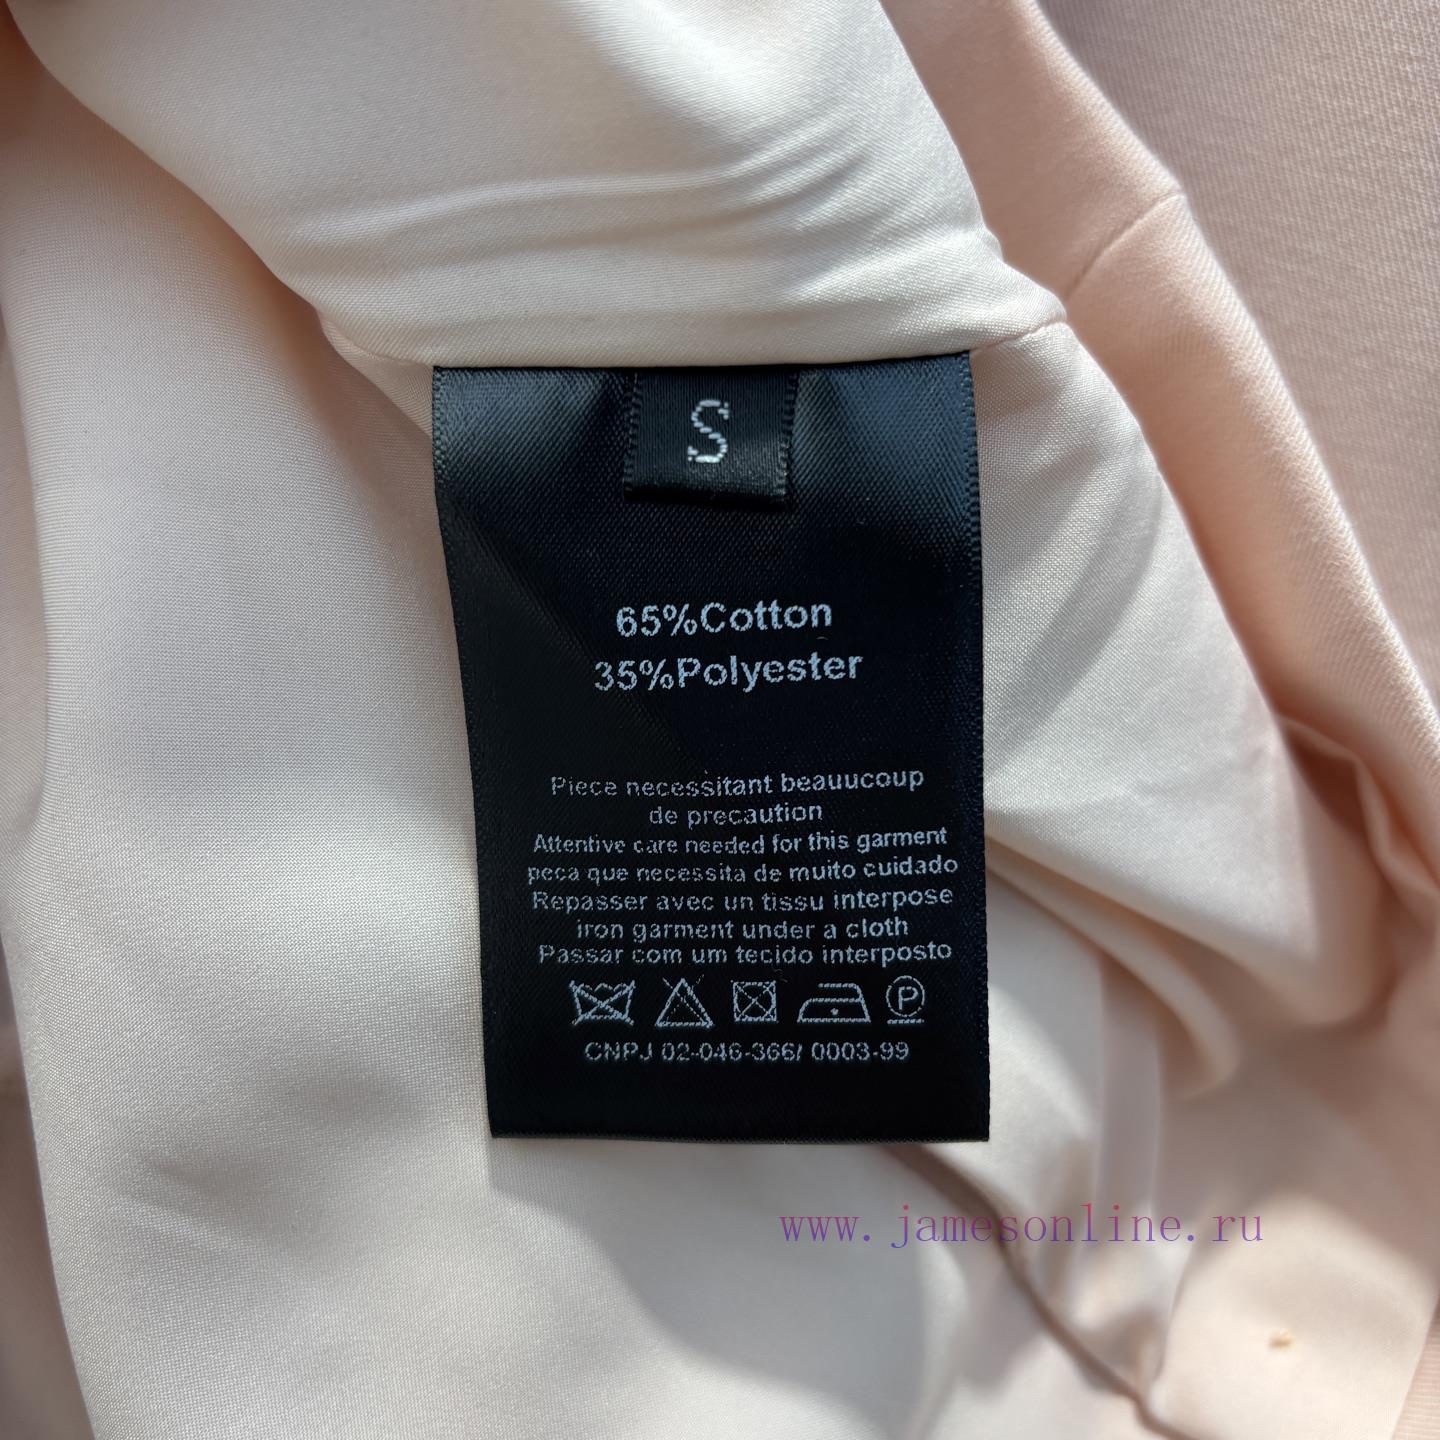 S
65%Cotton
35%Polyester
Piece necessitant beauucoup
de precaution
Attentive care needed for this garment
peca que necessita de muito cuidado
Repasser avec un tissu interpose
iron garment under a cloth
Passar com um tecido interposto
P
CNPJ 02-046-366/ 0003-99
www.jamesonline.ru